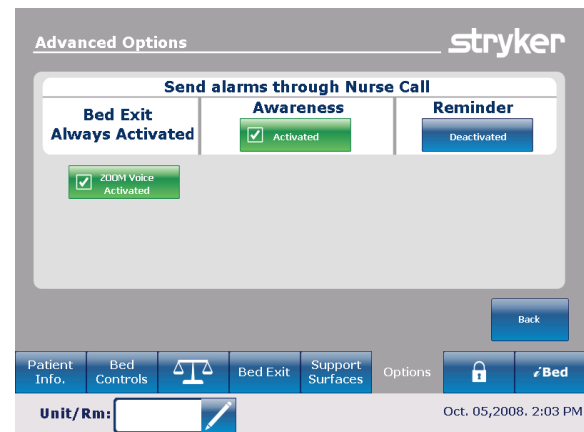 Advanced Options
stryker
Send alarms through Nurse Call
Bed Exit
Always Activated
Awareness
Activated
Reminder
Deactivated
ZOOM Voice
Activated
Back
Patient
Info.
Bed
Controls
Bed Exit
Support
Surfaces
Options
iBed
Unit/Rm:
Oct. 05,2008. 2:03 PM